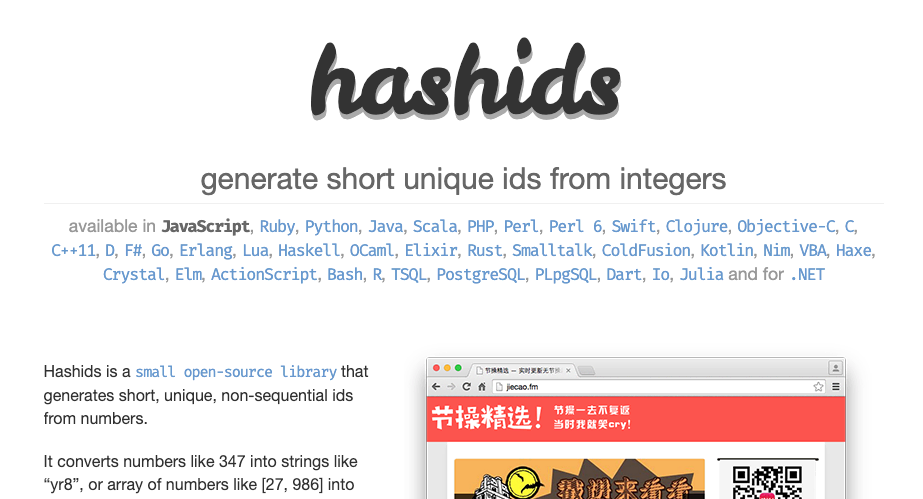 hashids
generate short unique ids from integers
available in JavaScript, Ruby, Python, Java, Scala, PHP, Perl, Perl 6, Swift, Clojure, Objective-C, C,
C++11, D, F#, Go, Erlang, Lua, Haskell, OCaml, Elixir, Rust, Smalltalk, ColdFusion, Kotlin, Nim, VBA, Haxe,
Crystal, Elm, ActionScript, Bash, R, TSQL, PostgreSQL, PLpgSQL, Dart, Io, Julia and for .NET
Hashids is a small open-source library that
generates short, unique, non-sequential ids
from numbers.
It converts numbers like 347 into strings like
“yr8”, or array of numbers like [27, 986] into
节操精选 — 实时更新无节操
jiecao.fm
节操精选!
节操一去不复返
当时我就笑cry!